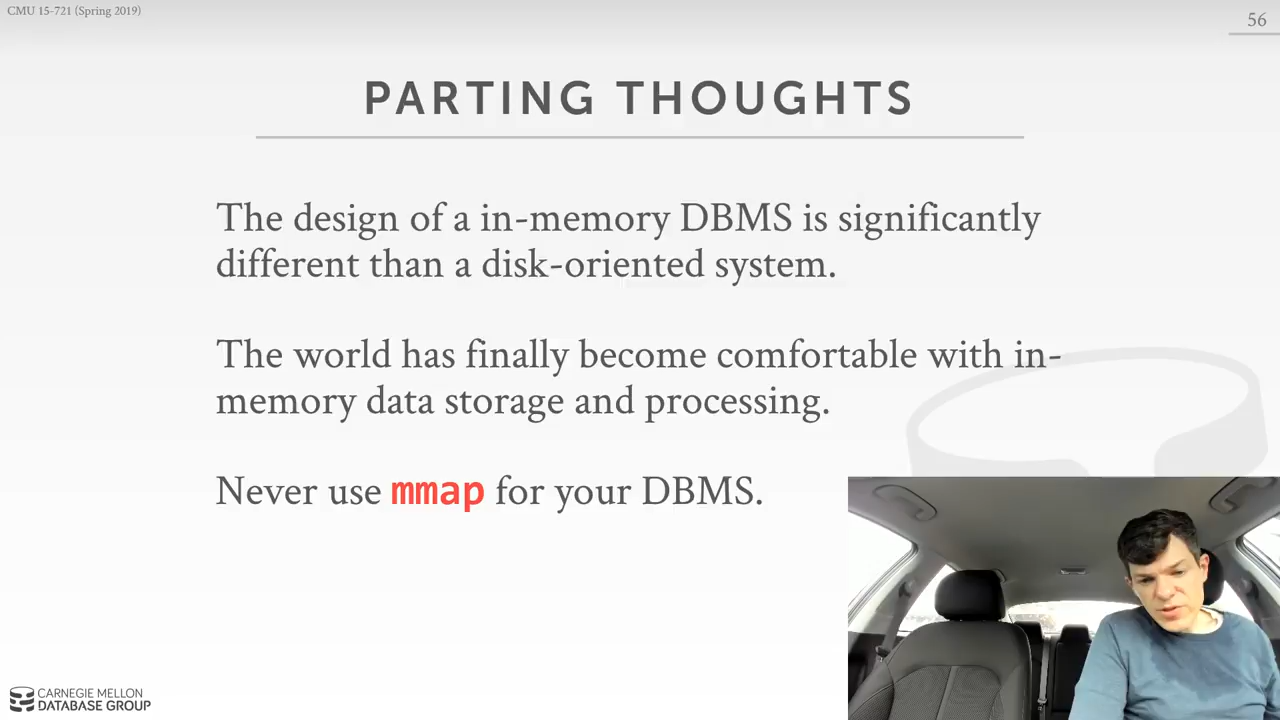 CMU 15-721 (Spring 2019)
56
PARTING THOUGHTS
The design of a in-memory DBMS is significantly
different than a disk-oriented system.
The world has finally become comfortable with in-
memory data storage and processing.
Never use mmap for your DBMS.
CARNEGIE MELLON
DATABASE GROUP